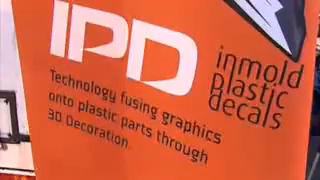 IPD
inmold
plastic
decals
Technology fusing graphics
onto plastic parts through
3D Decoration.